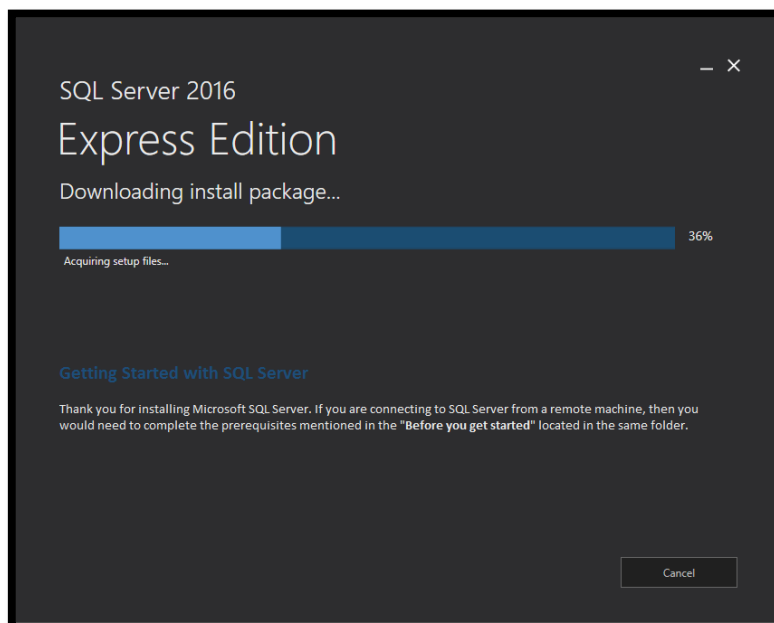 SQL Server 2016
Express Edition
Downloading install package...
36%
Acquiring setup files...
Getting Started with SQL Server
Thank you for installing Microsoft SQL Server. If you are connecting to SQL Server from a remote machine, then you
would need to complete the prerequisites mentioned in the "Before you get started" located in the same folder.
Cancel